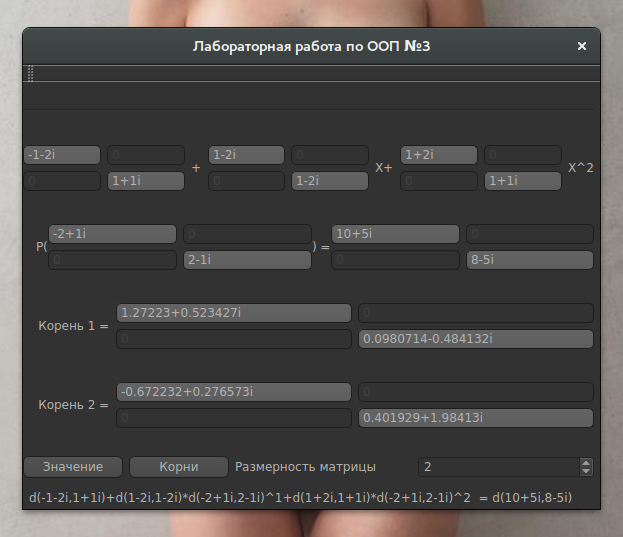 Лабораторная работа по ООП №3
-1-2i 0 1-2i 0 1+2i 0
+ X+ X^2
0 1+1i 0 1-2i 0 1+1i
-2+1i 0 10+5i 0
P( ) =
0 2-1i 0 8-5i
1.27223+0.523427i 0
Корень 1 =
0 0.0980714-0.484132i
-0.672232+0.276573i 0
Корень 2 =
0 0.401929+1.98413i
Значение Корни Размерность матрицы 2
d(-1-2i,1+1i)+d(1-2i,1-2i)*d(-2+1i,2-1i)^1+d(1+2i,1+1i)*d(-2+1i,2-1i)^2 = d(10+5i,8-5i)